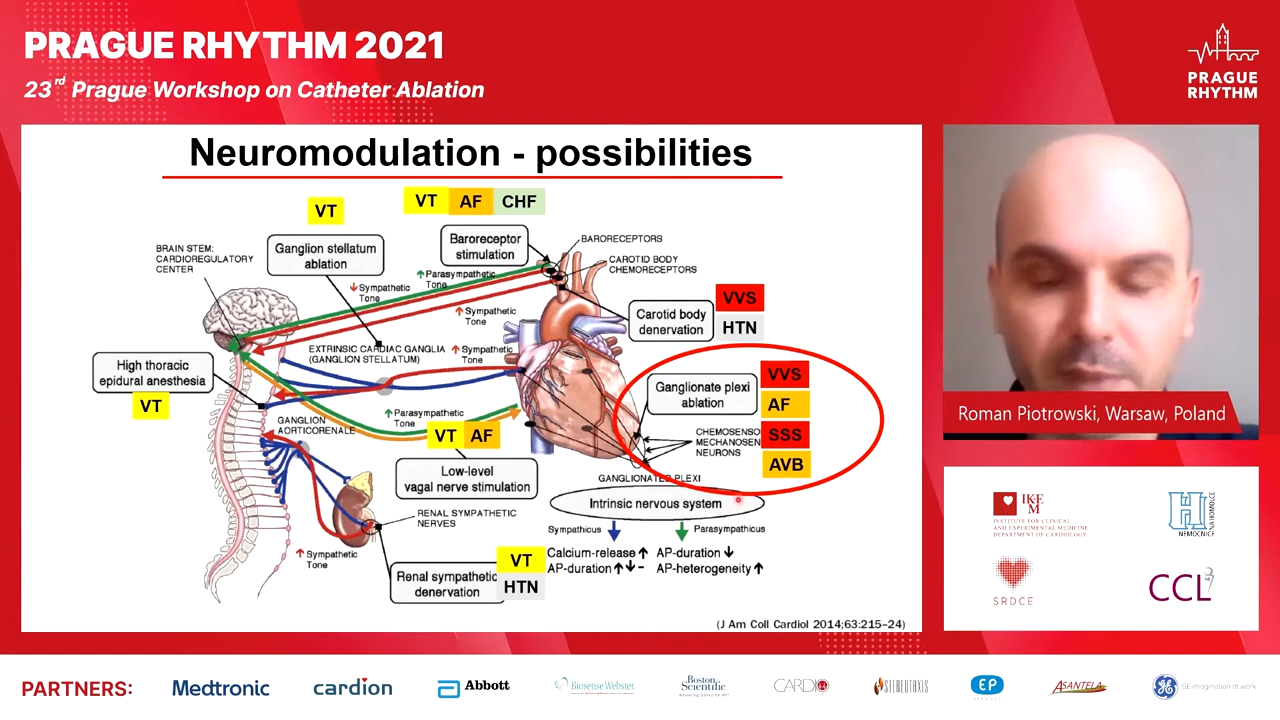 PRAGUE RHYTHM 2021
23rd Prague Workshop on Catheter Ablation
PRAGUE
RHYTHM
Neuromodulation - possibilities
VT
VT AF CHF
BRAIN STEM:
CARDIOREGULATORY
CENTER
Ganglion stellatum
ablation
Baroreceptor
stimulation
BARORECEPTORS
CAROTID BODY
CHEMORECEPTORS
↑Parasympathetic
Tone
↓Sympathetic
Tone
↑Sympathetic
Tone
Carotid body
denervation
VVS
HTN
EXTRINSIC CARDIAC GANGLIA
(GANGLION STELLATUM)
↑Sympathetic
Tone
High thoracic
epidural anesthesia
VT
Ganglionate plexi
ablation
VVS
AF
SSS
AVB
GANGLION
AORTICORENALE
↑Parasympathetic
Tone
VT AF
Low-level
vagal nerve stimulation
CHEMOSENSO
MECHANOSEN
NEURONS
GANGLIONATED PLEXI
Intrinsic nervous system
RENAL SYMPATHETIC
NERVES
Sympathicus
Parasympathicus
↑Sympathetic
Tone
Calcium-release↑
AP-duration↑↓-
AP-duration↓
AP-heterogeneity↑
Renal sympathetic
denervation
VT
HTN
(J Am Coll Cardiol 2014;63:215–24)
Roman Piotrowski, Warsaw, Poland
IKEM
INSTITUTE FOR CLINICAL
AND EXPERIMENTAL MEDICINE
DEPARTMENT OF CARDIOLOGY
NEMOCNICE
NA HOMOLCE
SRDCE
CCL
PARTNERS:
Medtronic
cardion
Abbott
Biosense Webster
Boston
Scientific
CARDIO
STEREOTAXIS
EP
ASANTELA
GE imagination at work